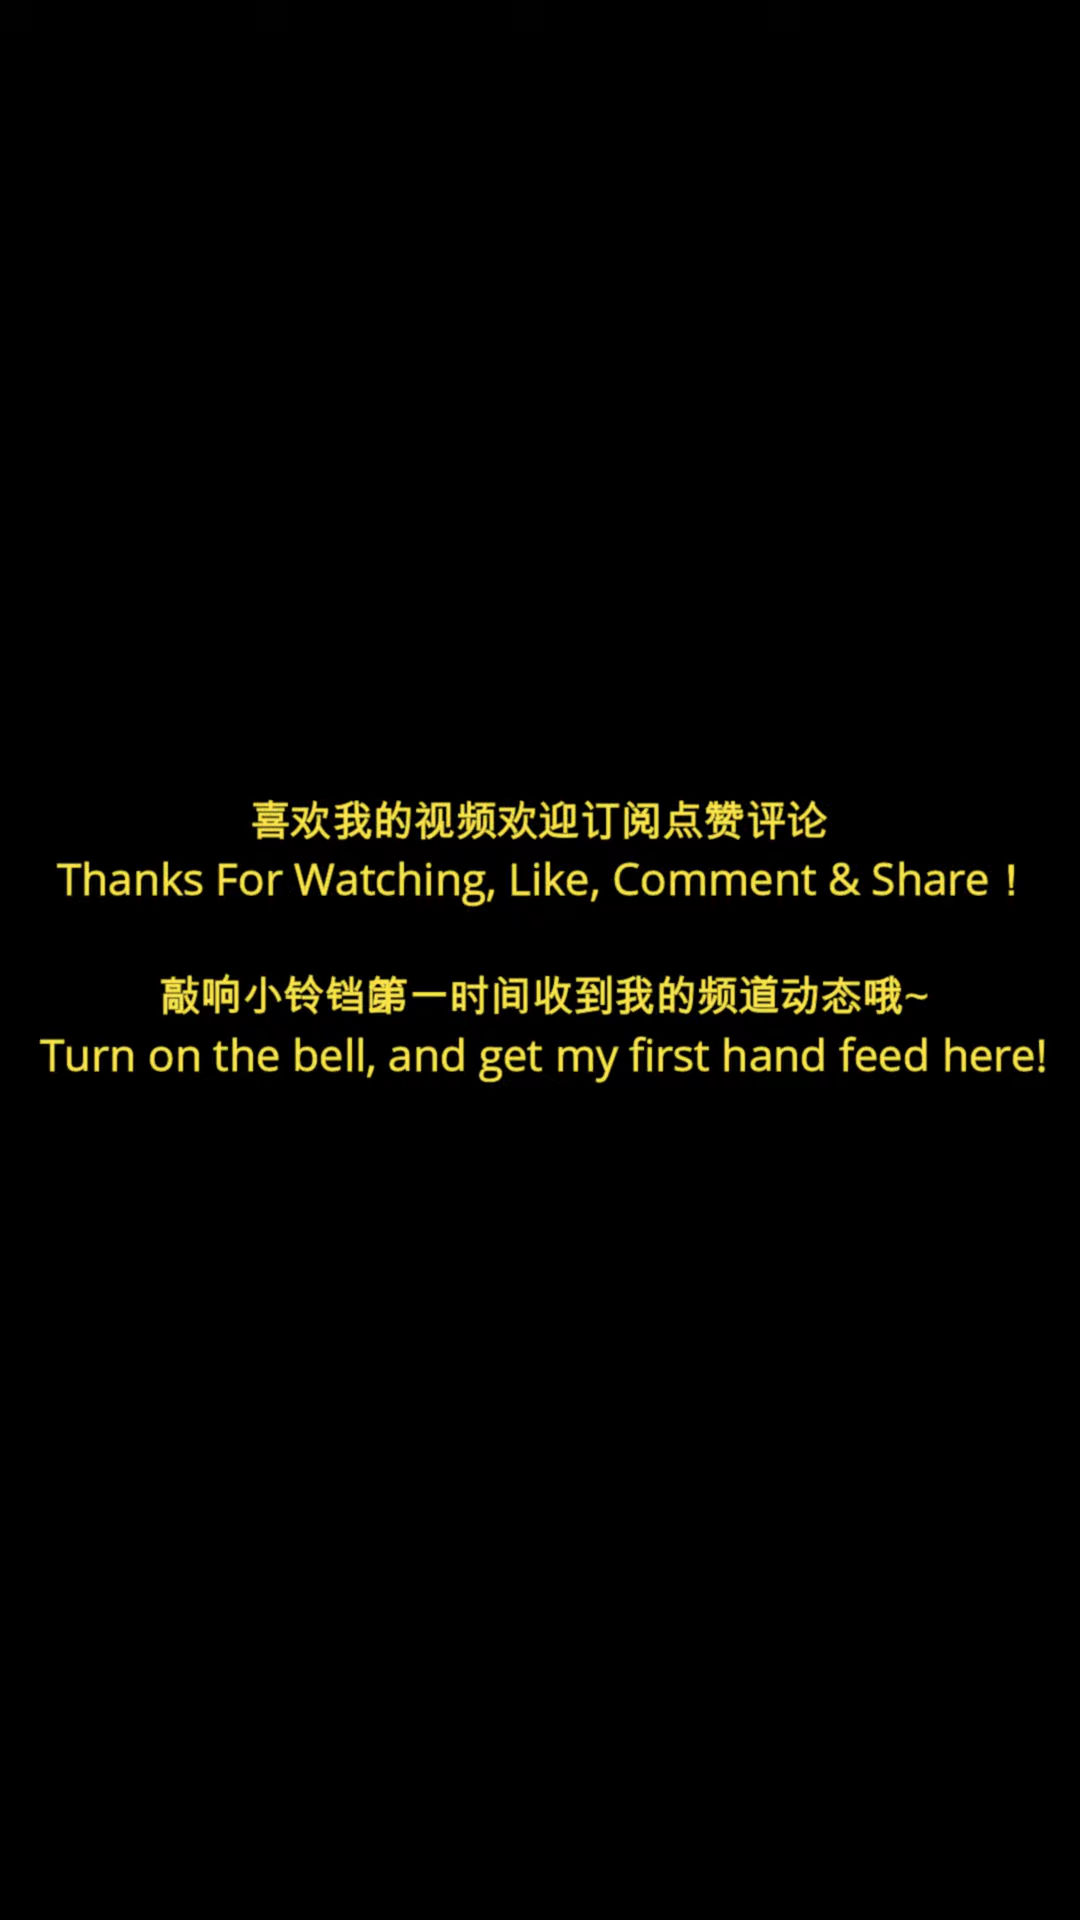 喜欢我的视频欢迎订阅点赞评论
Thanks For Watching, Like, Comment & Share！
敲响小铃铛第一时间收到我的频道动态哦~
Turn on the bell, and get my first hand feed here!